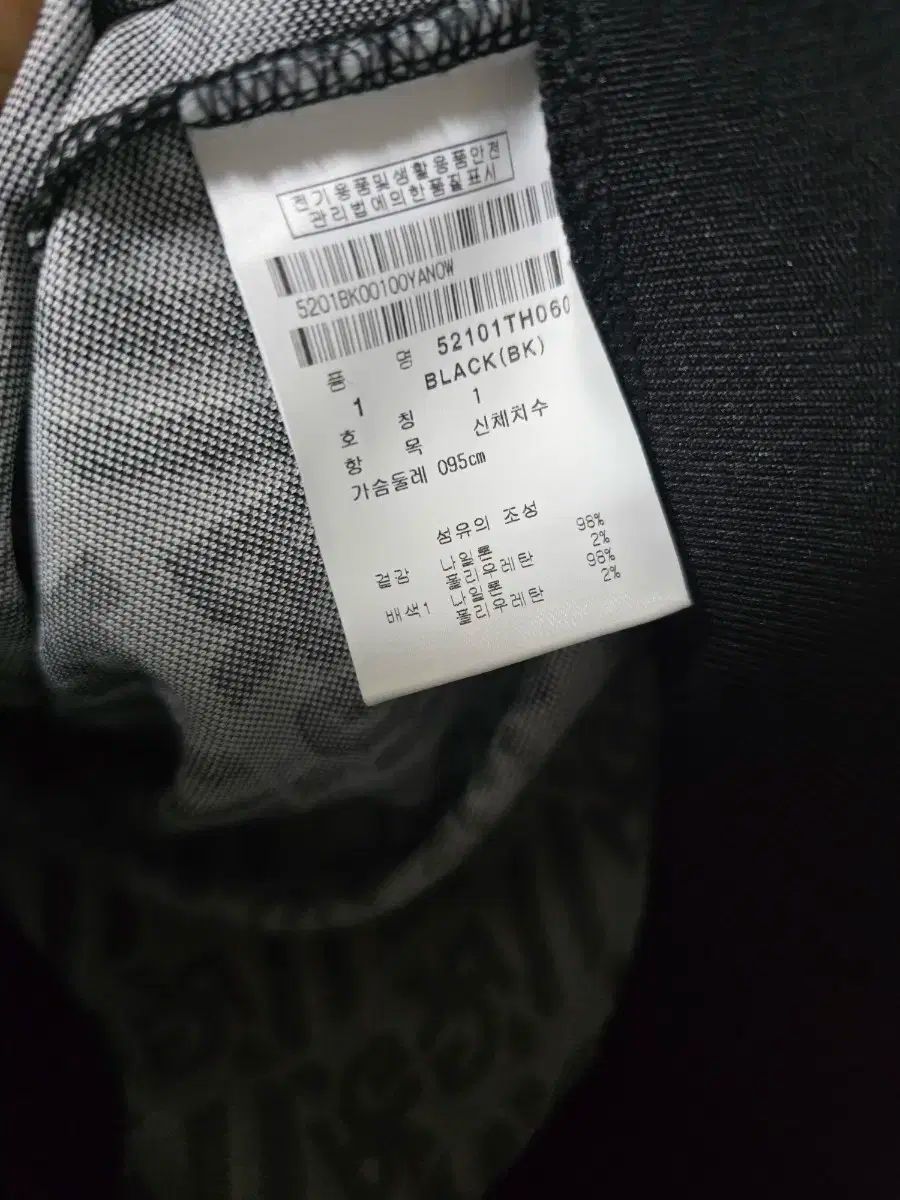 전기용품및생활용품안전
관리법에의한품질표시
5201BK00100YANOW
품 명 52101TH060
BLACK(BK)
1 1
호 칭
항 목 신체치수
가슴둘레 095cm
섬유의 조성
겉감 나일론 98%
폴리우레탄 2%
배색1 나일론 98%
폴리우레탄 2%